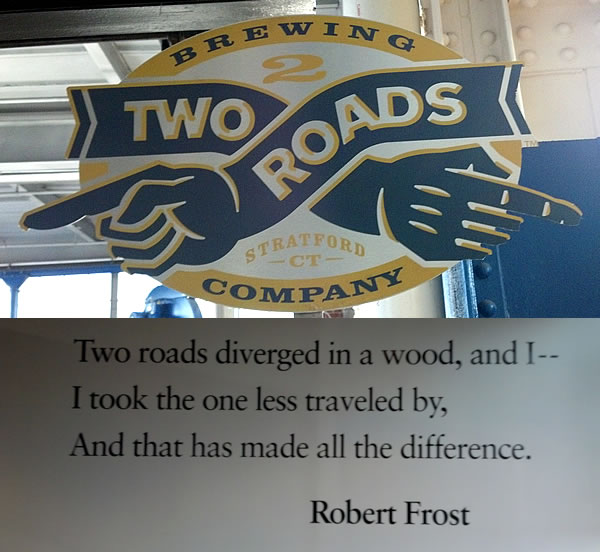 BREWING
2
TWO ROADS
STRATFORD
—CT—
COMPANY
Two roads diverged in a wood, and I--
I took the one less traveled by,
And that has made all the difference.
Robert Frost